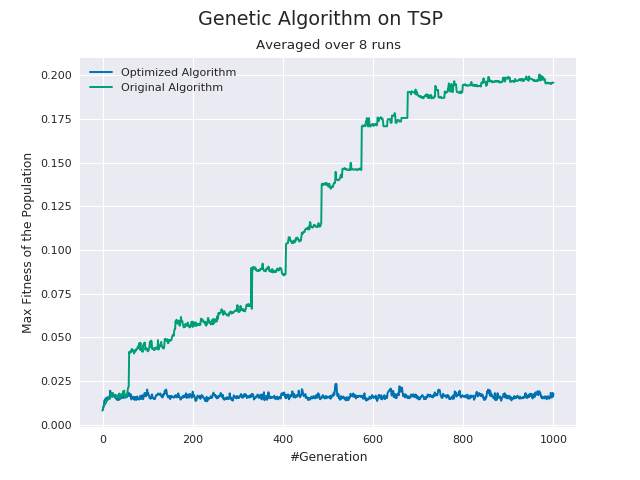 Genetic Algorithm on TSP
Averaged over 8 runs
Optimized Algorithm
Original Algorithm
0.200
0.175
0.150
0.125
0.100
0.075
0.050
0.025
0.000
Max Fitness of the Population
0 200 400 600 800 1000
#Generation